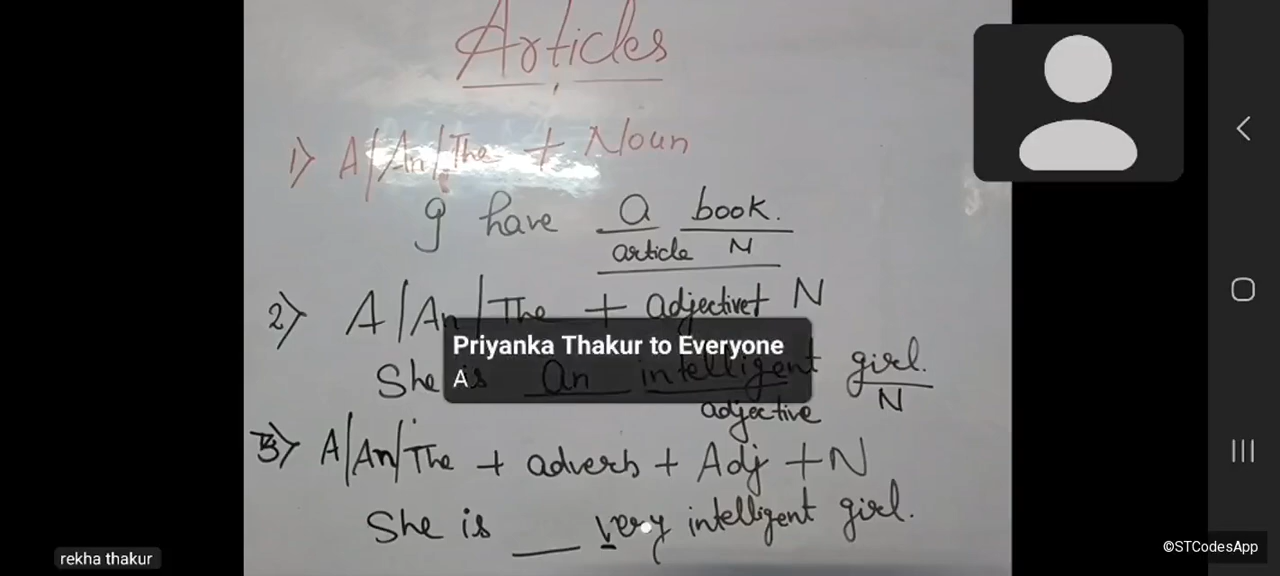 Articles
1) A/An/The + Noun
I have a book.
article N
2) A/An/The + adjective+ N
Priyanka Thakur to Everyone
A
She is An intelligent girl.
adjective N
3) A/An/The + adverb + Adj + N
She is __ very intelligent girl.
rekha thakur
©STCodesApp